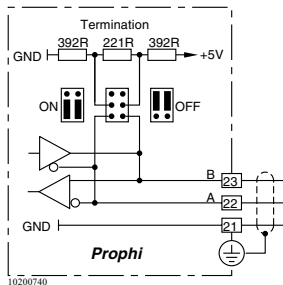 Termination
392R 221R 392R
GND +5V
ON OFF
B 23
A 22
GND 21
Prophi
10200740